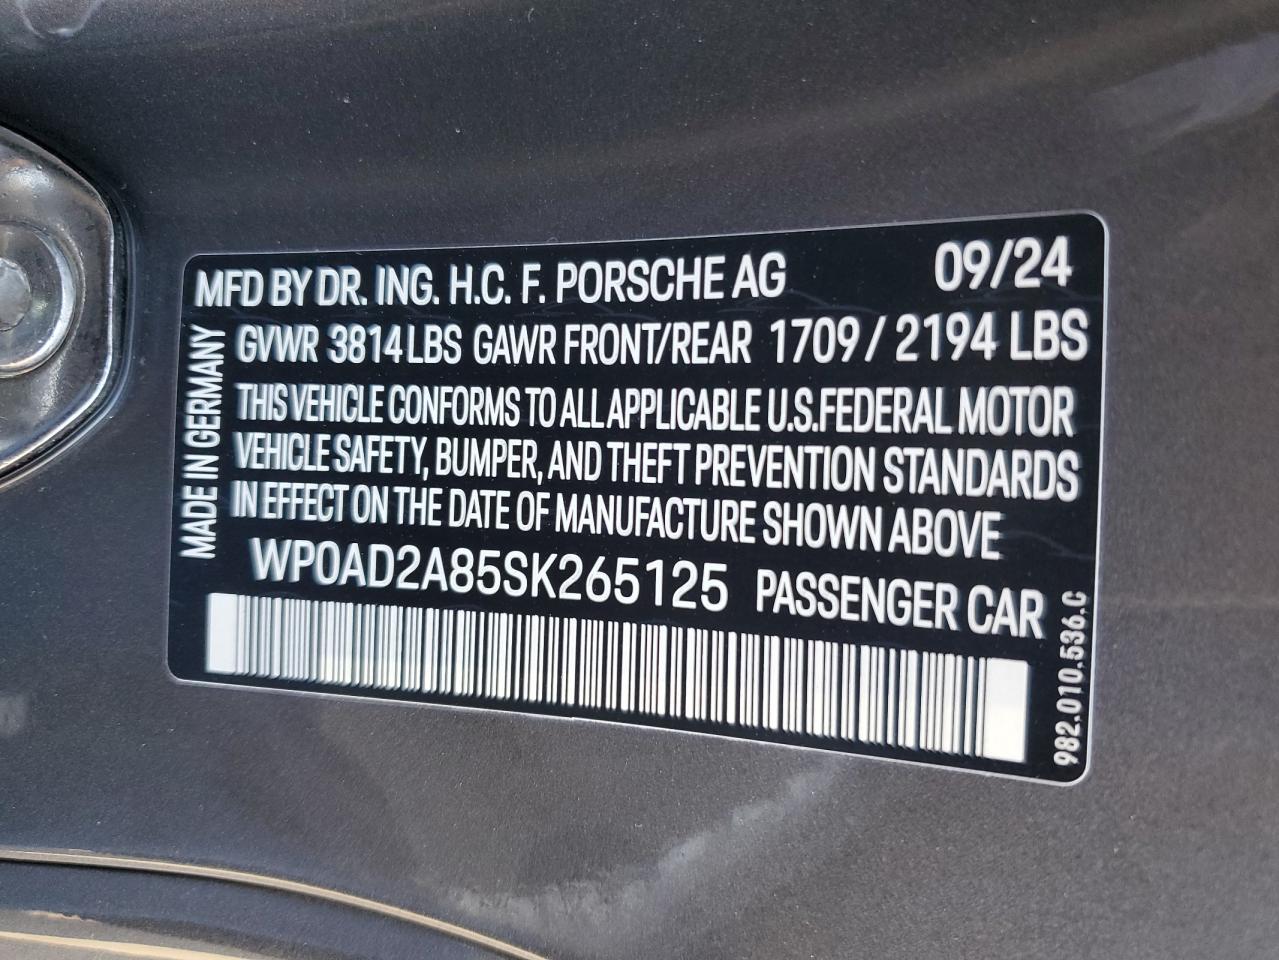 MFD BY DR. ING. H.C. F. PORSCHE AG 09/24
GVWR 3814 LBS GAWR FRONT/REAR 1709 / 2194 LBS
THIS VEHICLE CONFORMS TO ALL APPLICABLE U.S.FEDERAL MOTOR
VEHICLE SAFETY, BUMPER, AND THEFT PREVENTION STANDARDS
IN EFFECT ON THE DATE OF MANUFACTURE SHOWN ABOVE
WP0AD2A85SK265125 PASSENGER CAR
MADE IN GERMANY
982.010.536.C